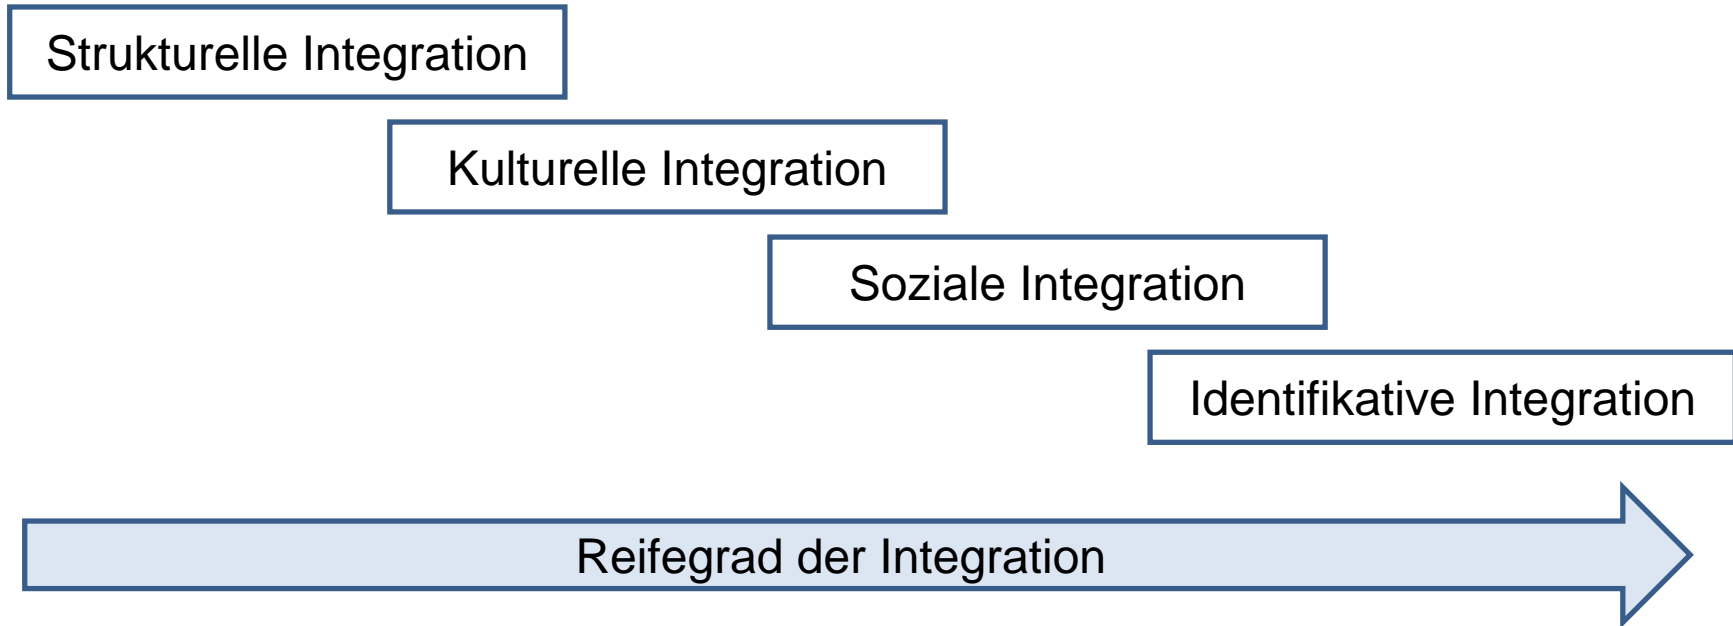 Strukturelle Integration
Kulturelle Integration
Soziale Integration
Identifikative Integration
Reifegrad der Integration